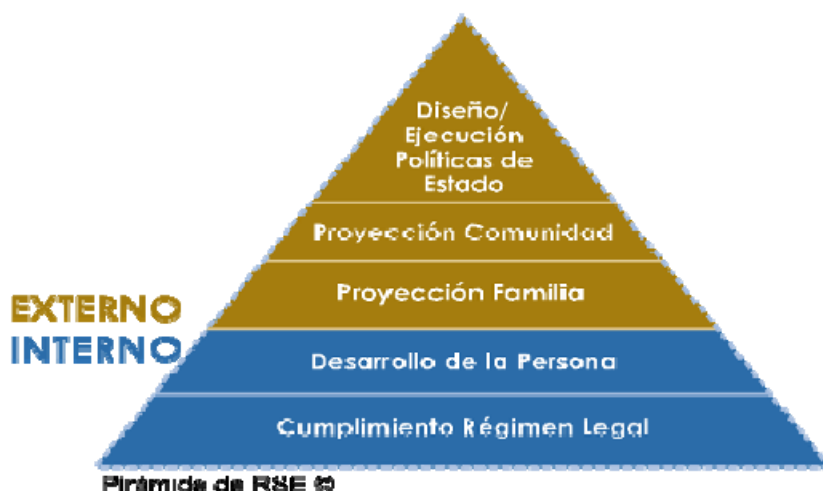 Diseño/
Ejecución
Políticas de
Estado
Proyección Comunidad
Proyección Familia
EXTERNO
INTERNO
Desarrollo de la Persona
Cumplimiento Régimen Legal
Pirámide de RSE ©